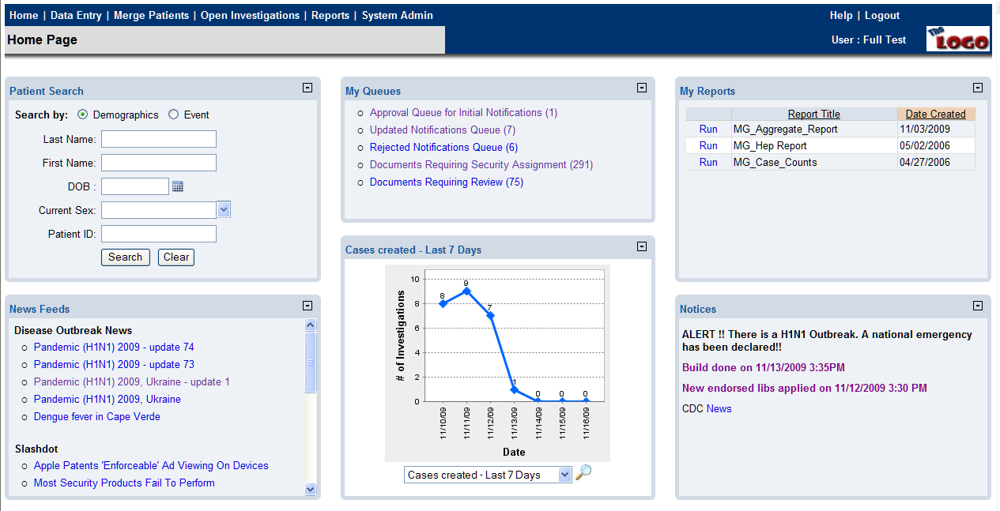 Home | Data Entry | Merge Patients | Open Investigations | Reports | System Admin
Help | Logout
Home Page
User : Full Test
The LOGO
Patient Search
Search by: Demographics Event
Last Name:
First Name:
DOB :
Current Sex:
Patient ID:
Search Clear
News Feeds
Disease Outbreak News
Pandemic (H1N1) 2009 - update 74
Pandemic (H1N1) 2009 - update 73
Pandemic (H1N1) 2009, Ukraine - update 1
Pandemic (H1N1) 2009, Ukraine
Dengue fever in Cape Verde
Slashdot
Apple Patents 'Enforceable' Ad Viewing On Devices
Most Security Products Fail To Perform
My Queues
Approval Queue for Initial Notifications (1)
Updated Notifications Queue (7)
Rejected Notifications Queue (6)
Documents Requiring Security Assignment (291)
Documents Requiring Review (75)
Cases created - Last 7 Days
# of Investigations
10
8
6
4
2
0
8
9
7
1
0
0
0
11/10/09
11/11/09
11/12/09
11/13/09
11/14/09
11/15/09
11/16/09
Date
Cases created - Last 7 Days
My Reports
Report Title Date Created
Run MG_Aggregate_Report 11/03/2009
Run MG_Hep Report 05/02/2006
Run MG_Case_Counts 04/27/2006
Notices
ALERT !! There is a H1N1 Outbreak. A national emergency
has been declared!!
Build done on 11/13/2009 3:35PM
New endorsed libs applied on 11/12/2009 3:30 PM
CDC News